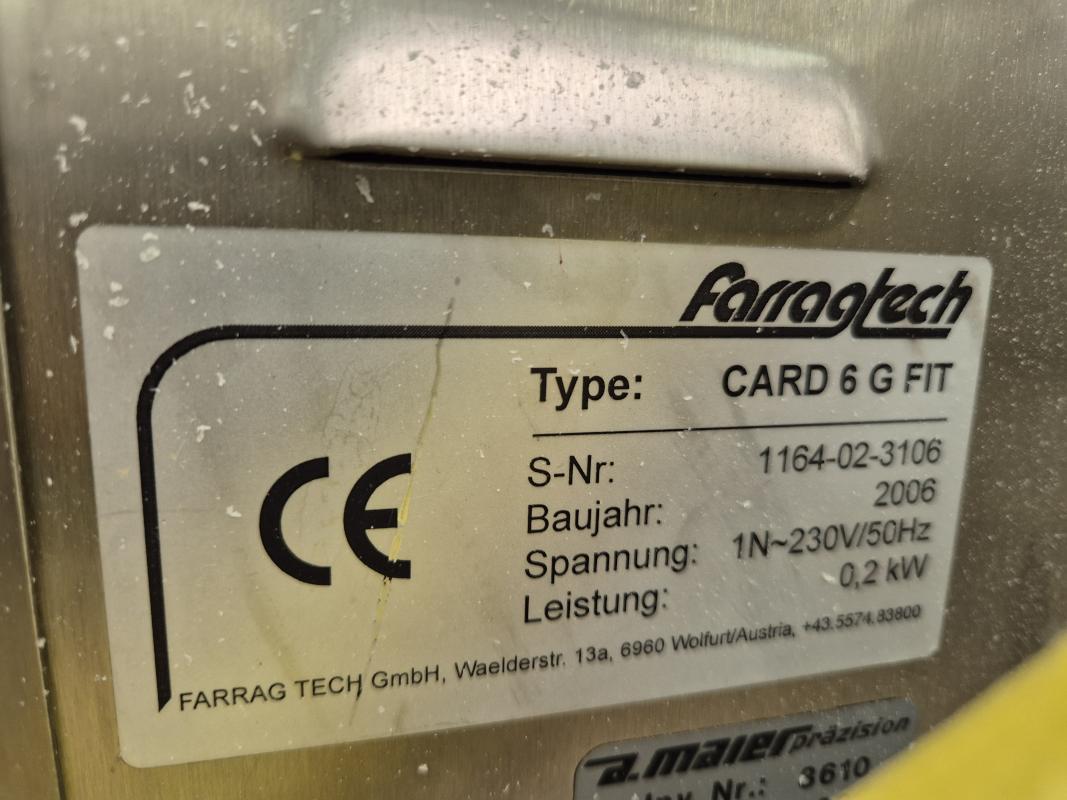 Farragtech
Type: CARD 6 G FIT
S-Nr: 1164-02-3106
Baujahr: 2006
Spannung: 1N~230V/50Hz
Leistung: 0,2 kW
CE
FARRAG TECH GmbH, Waelderstr. 13a, 6960 Wolfurt/Austria, +43.5574.83800
a.maier präzision
Inv. Nr.: 3610